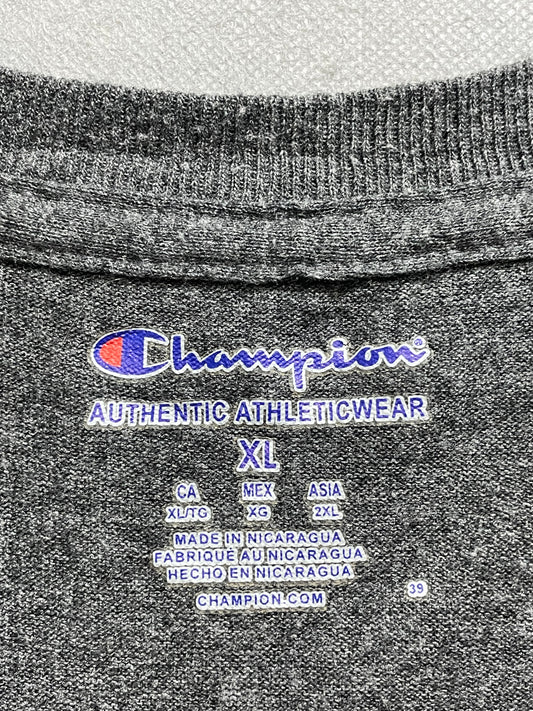 Champion®
AUTHENTIC ATHLETICWEAR
XL
CA MEX ASIA
XL/TG XG 2XL
MADE IN NICARAGUA
FABRIQUÉ AU NICARAGUA
HECHO EN NICARAGUA
39
CHAMPION.COM